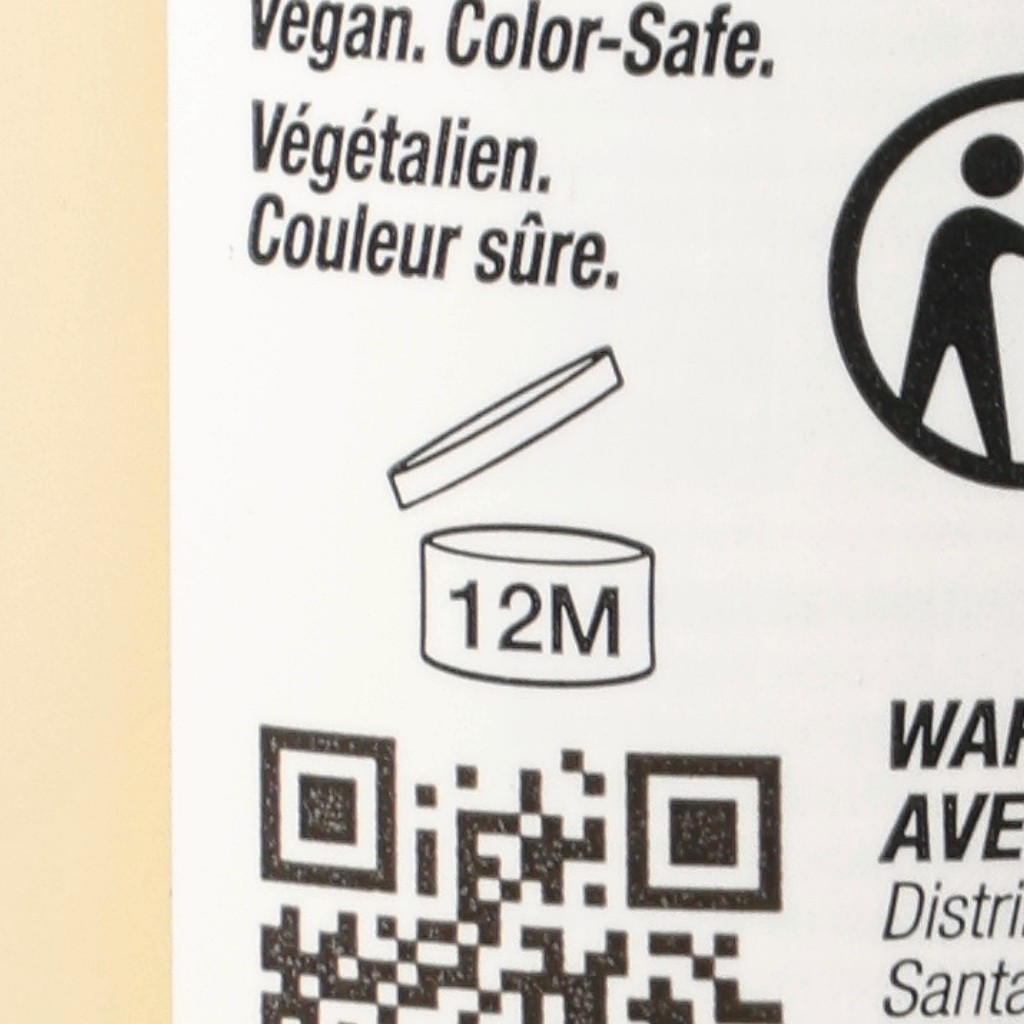 Vegan. Color-Safe.
Végétalien.
Couleur sûre.
12M